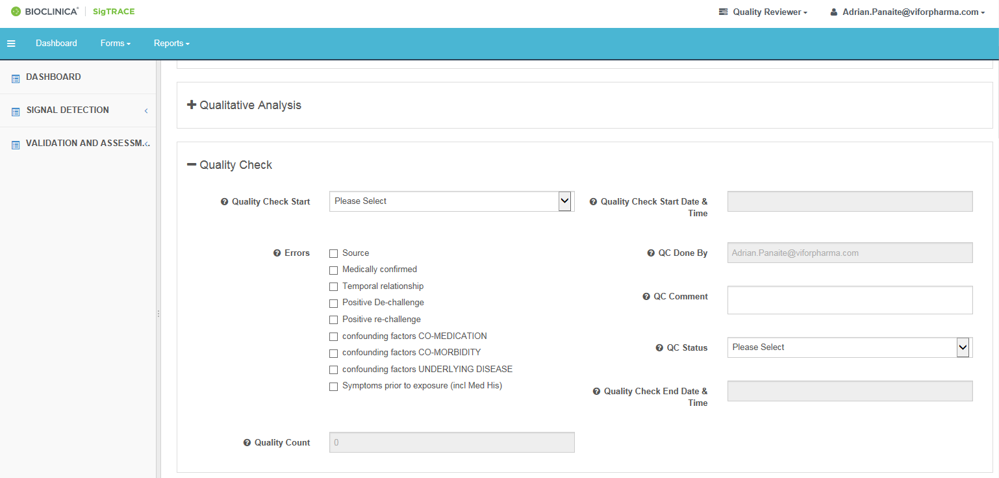 BIOCLINICA® SigTRACE
Quality Reviewer
Adrian.Panaite@viforpharma.com
Dashboard
Forms
Reports
DASHBOARD
SIGNAL DETECTION
VALIDATION AND ASSESSM...
Qualitative Analysis
Quality Check
Quality Check Start
Please Select
Quality Check Start Date &
Time
Errors
Source
Medically confirmed
Temporal relationship
Positive De-challenge
Positive re-challenge
confounding factors CO-MEDICATION
confounding factors CO-MORBIDITY
confounding factors UNDERLYING DISEASE
Symptoms prior to exposure (incl Med His)
QC Done By
Adrian.Panaite@viforpharma.com
QC Comment
QC Status
Please Select
Quality Check End Date &
Time
Quality Count
0